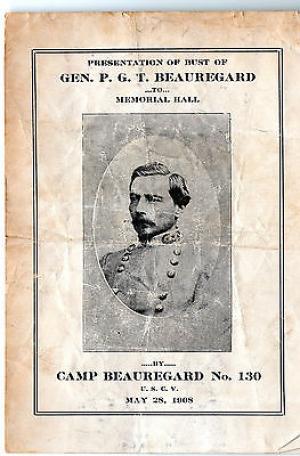 PRESENTATION OF BUST OF
GEN. P. G. T. BEAUREGARD
...TO...
MEMORIAL HALL
.....BY.....
CAMP BEAUREGARD No. 130
U. S. C. V.
MAY 28, 1908